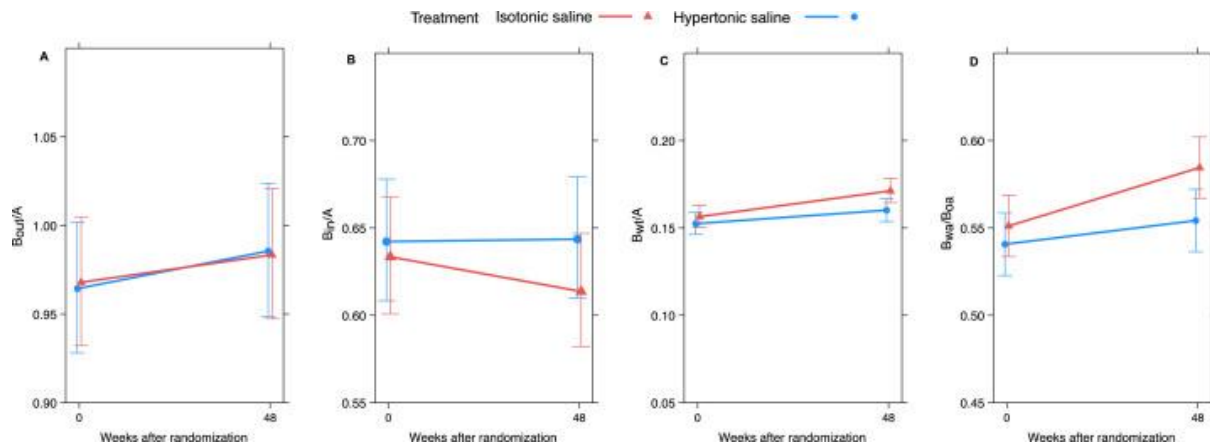 Treatment Isotonic saline Hypertonic saline
A
Bout/A
1.05
1.00
0.95
0.90
0 48
Weeks after randomization
B
Bin/A
0.70
0.65
0.60
0.55
0 48
Weeks after randomization
C
Bwt/A
0.20
0.15
0.10
0.05
0 48
Weeks after randomization
D
Bwa/Boa
0.60
0.55
0.50
0.45
0 48
Weeks after randomization